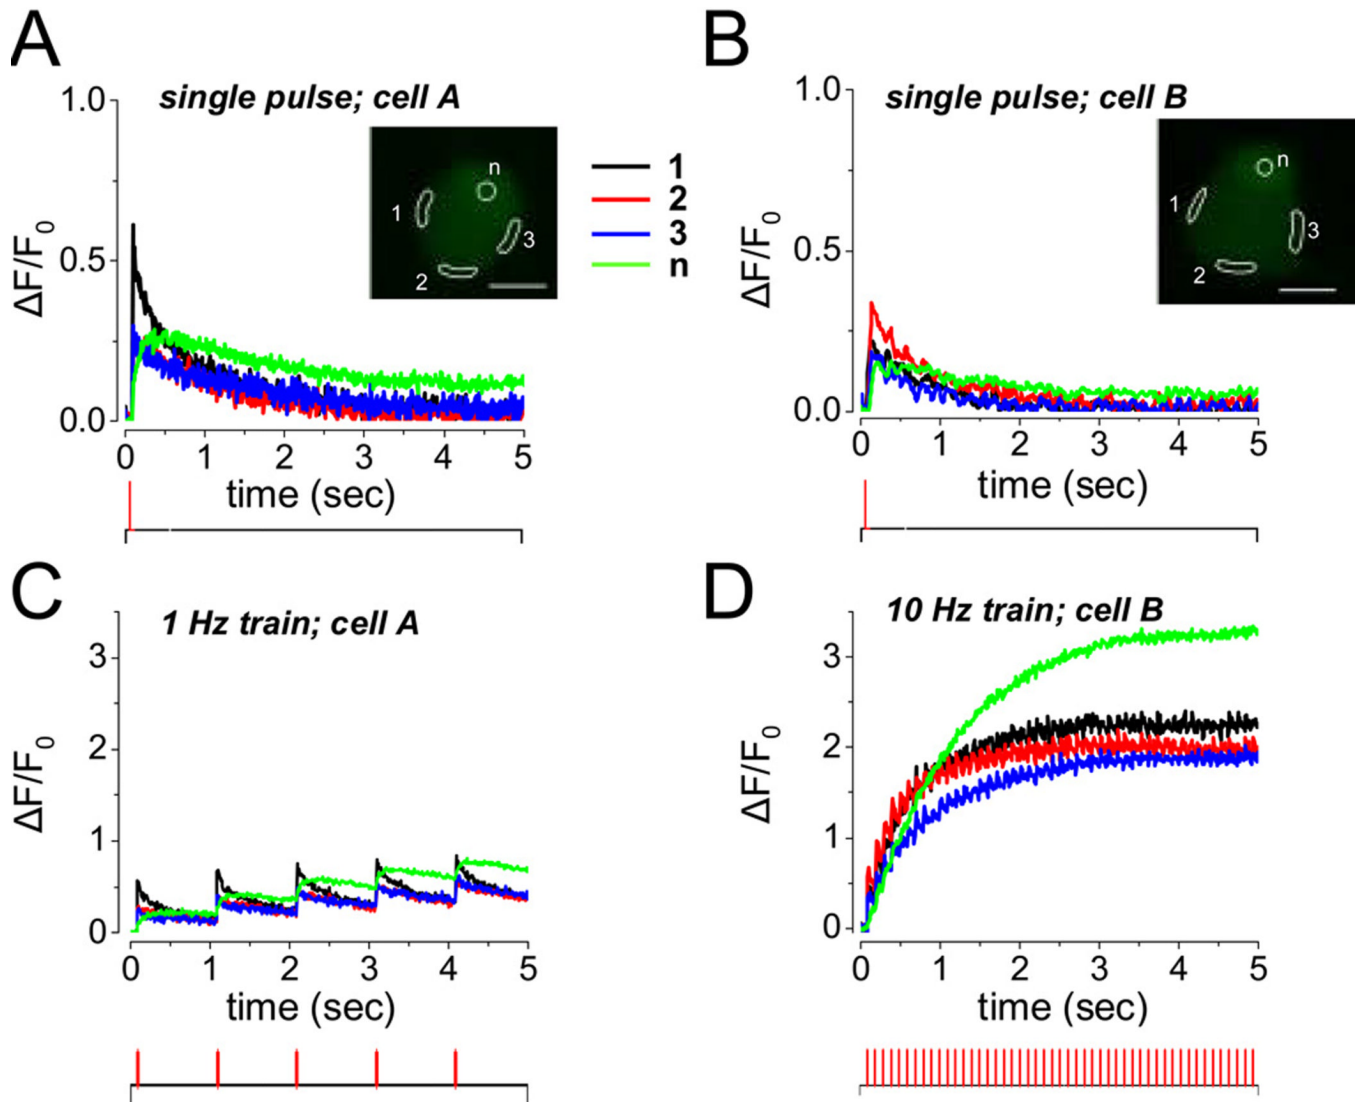 A
B
single pulse; cell A
single pulse; cell B
1.0
0.5
0.0
ΔF/F0
n
1
3
2
1
2
3
n
1.0
0.5
0.0
ΔF/F0
n
1
3
2
0 1 2 3 4 5
time (sec)
0 1 2 3 4 5
time (sec)
C
D
1 Hz train; cell A
10 Hz train; cell B
3
2
1
0
ΔF/F0
3
2
1
0
ΔF/F0
0 1 2 3 4 5
time (sec)
0 1 2 3 4 5
time (sec)